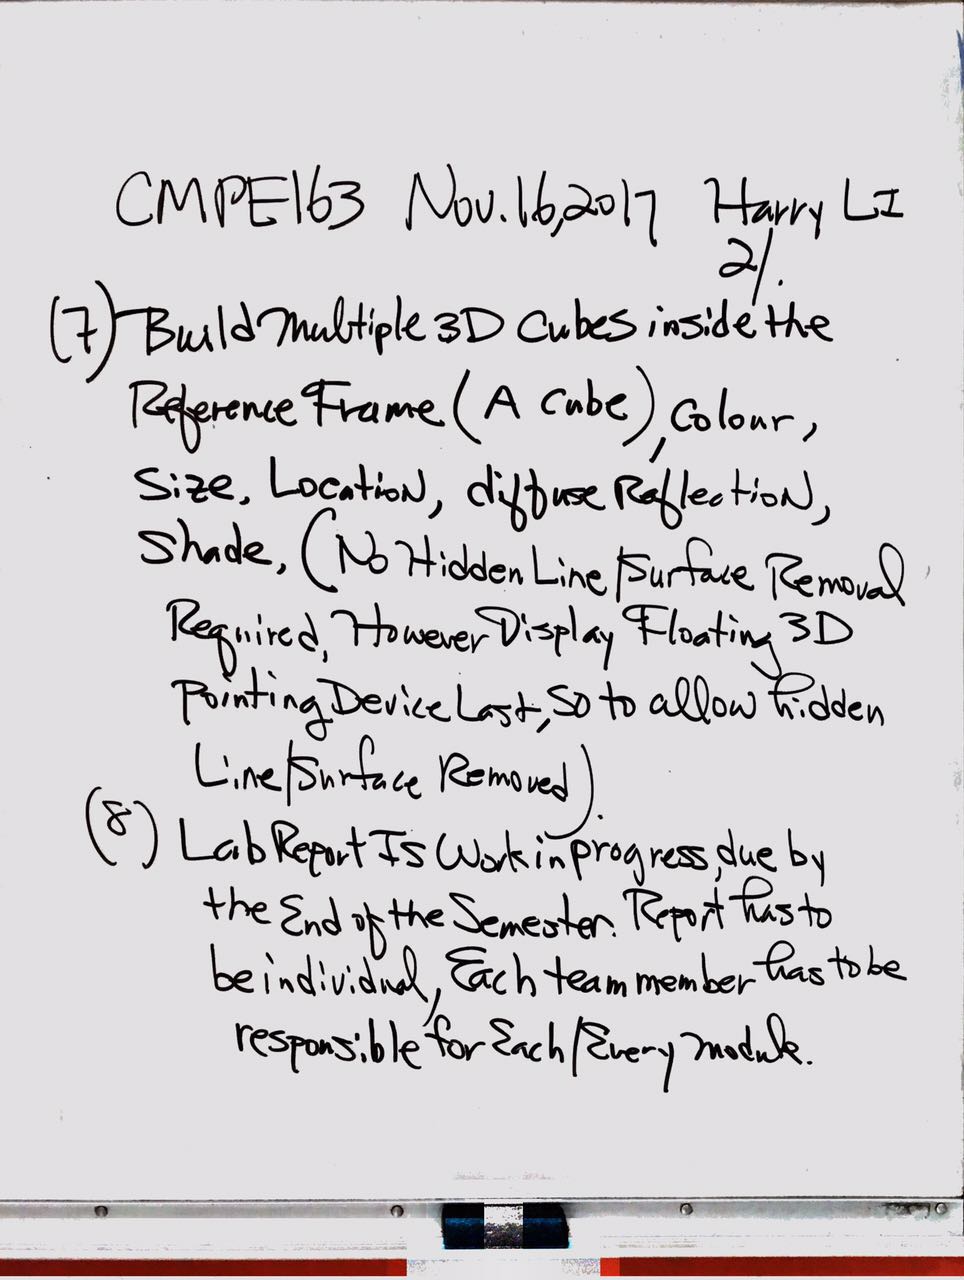 CMPE163 Nov.16,2017 Harry LI
2/.
(7) Build Multiple 3D Cubes inside the
Reference Frame (A Cube), Colour,
Size, Location, diffuse Reflection,
Shade, (No Hidden Line/Surface Removal
Required, However Display Floating 3D
Pointing Device Last, So to allow hidden
Line/Surface Removed).
(8) Lab Report Is Work in progress, due by
the End of the Semester. Report has to
be individual, Each team member has to be
responsible for Each/Every module.